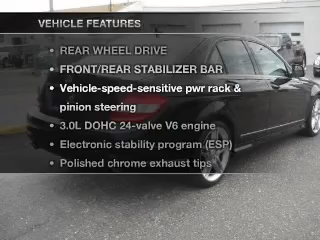 VEHICLE FEATURES
• REAR WHEEL DRIVE
• FRONT/REAR STABILIZER BAR
• Vehicle-speed-sensitive pwr rack &
pinion steering
• 3.0L DOHC 24-valve V6 engine
• Electronic stability program (ESP)
• Polished chrome exhaust tips